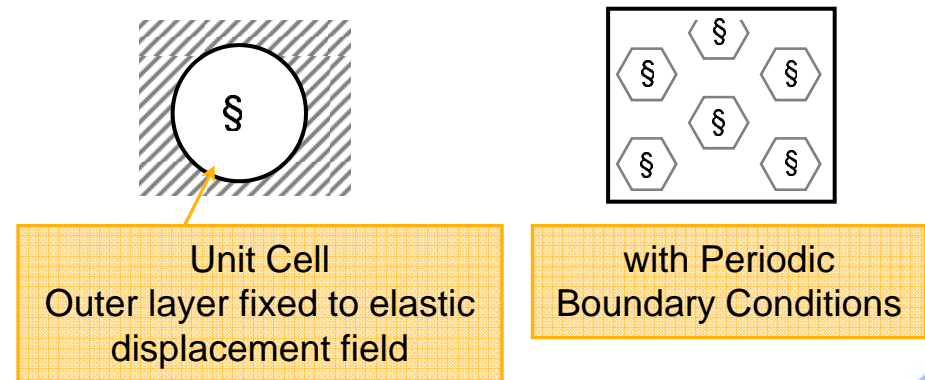 §
§
§ §
§
§ §
Unit Cell
Outer layer fixed to elastic
displacement field
with Periodic
Boundary Conditions